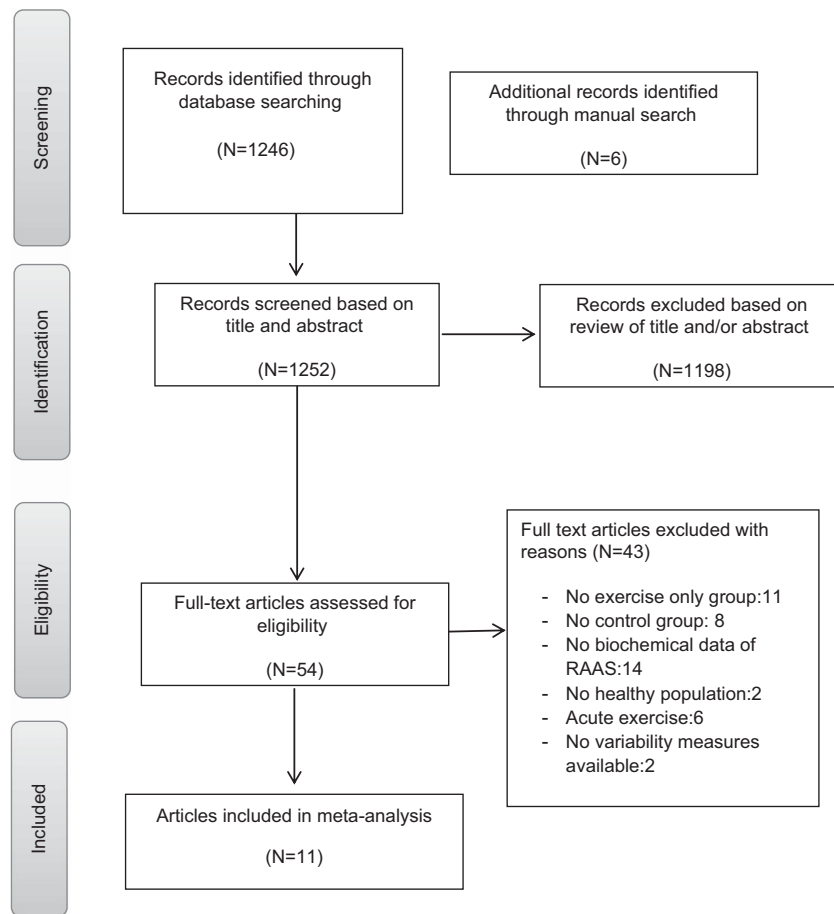 Screening
Records identified through
database searching
(N=1246)
Additional records identified
through manual search
(N=6)
Identification
Records screened based on
title and abstract
(N=1252)
Records excluded based on
review of title and/or abstract
(N=1198)
Eligibility
Full-text articles assessed for
eligibility
(N=54)
Full text articles excluded with
reasons (N=43)
- No exercise only group:11
- No control group: 8
- No biochemical data of
RAAS:14
- No healthy population:2
- Acute exercise:6
- No variability measures
available:2
Included
Articles included in meta-analysis
(N=11)